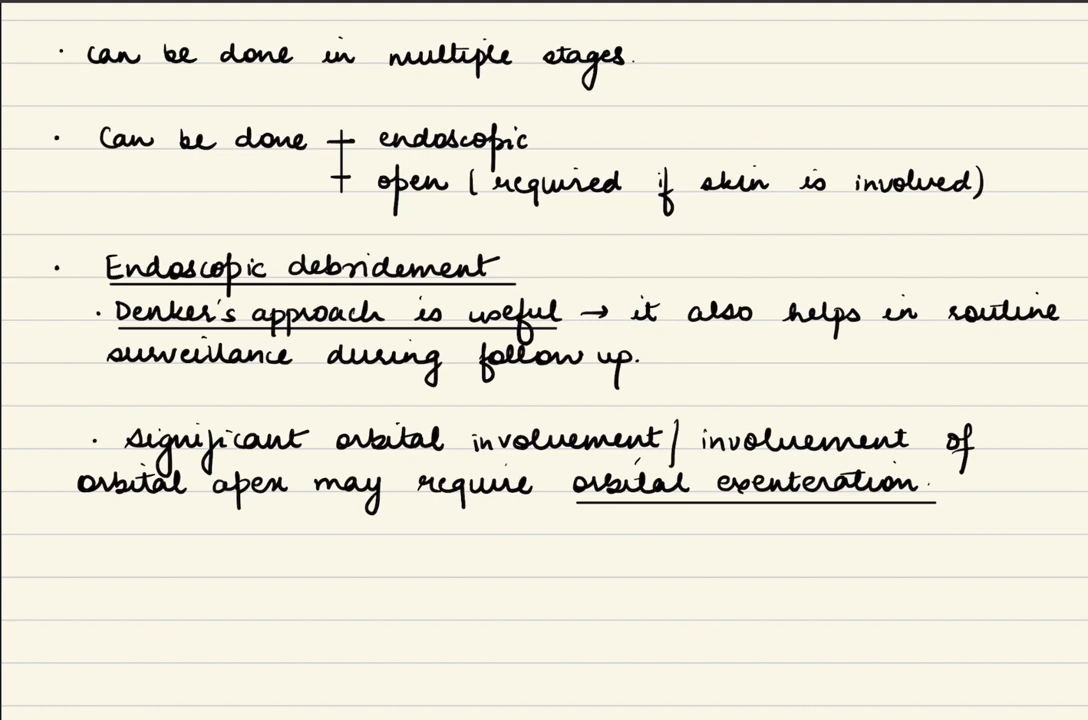 · can be done in multiple stages.
· Can be done + endoscopic
+ open ( required if skin is involved)
· Endoscopic debridement
· Denker's approach is useful → it also helps in routine
surveillance during follow up.
· significant orbital involvement/ involvement of
orbital apex may require orbital exenteration.